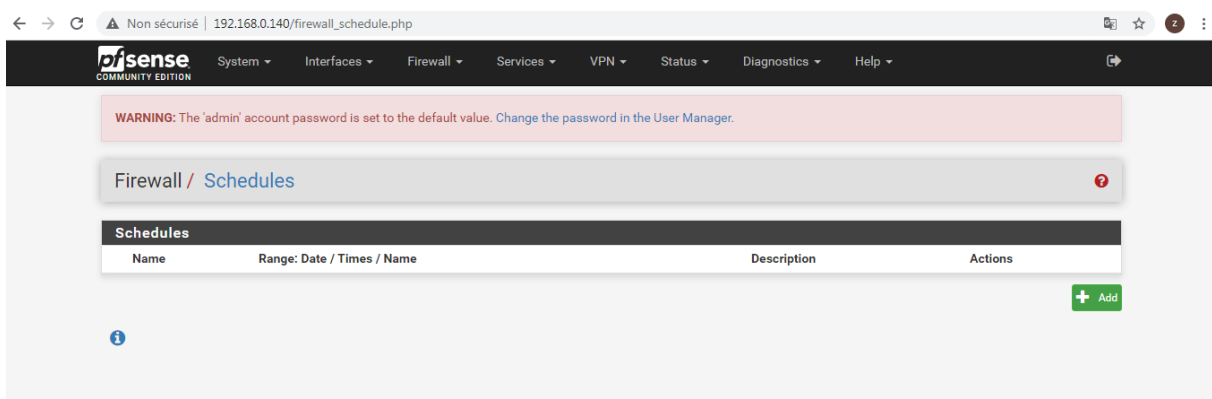 Non sécurisé | 192.168.0.140/firewall_schedule.php
Z
pfsense COMMUNITY EDITION System Interfaces Firewall Services VPN Status Diagnostics Help
WARNING: The 'admin' account password is set to the default value. Change the password in the User Manager.
Firewall / Schedules
Schedules
Name Range: Date / Times / Name Description Actions
Add